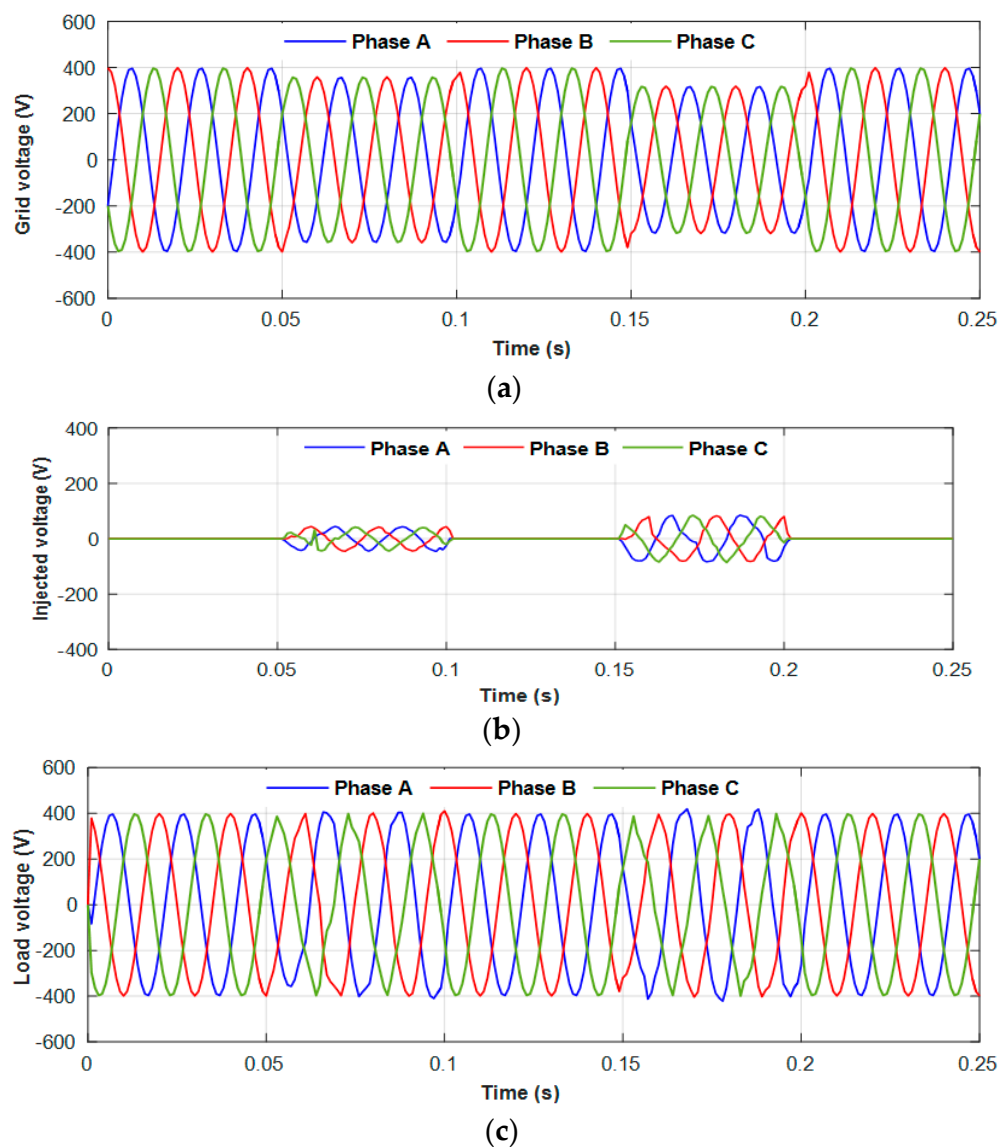 600
400
200
0
-200
-400
-600
Grid voltage (V)
Phase A Phase B Phase C
0 0.05 0.1 0.15 0.2 0.25
Time (s)
(a)
400
200
0
-200
-400
Injected voltage (V)
Phase A Phase B Phase C
0 0.05 0.1 0.15 0.2 0.25
Time (s)
(b)
600
400
200
0
-200
-400
-600
Load voltage (V)
Phase A Phase B Phase C
0 0.05 0.1 0.15 0.2 0.25
Time (s)
(c)